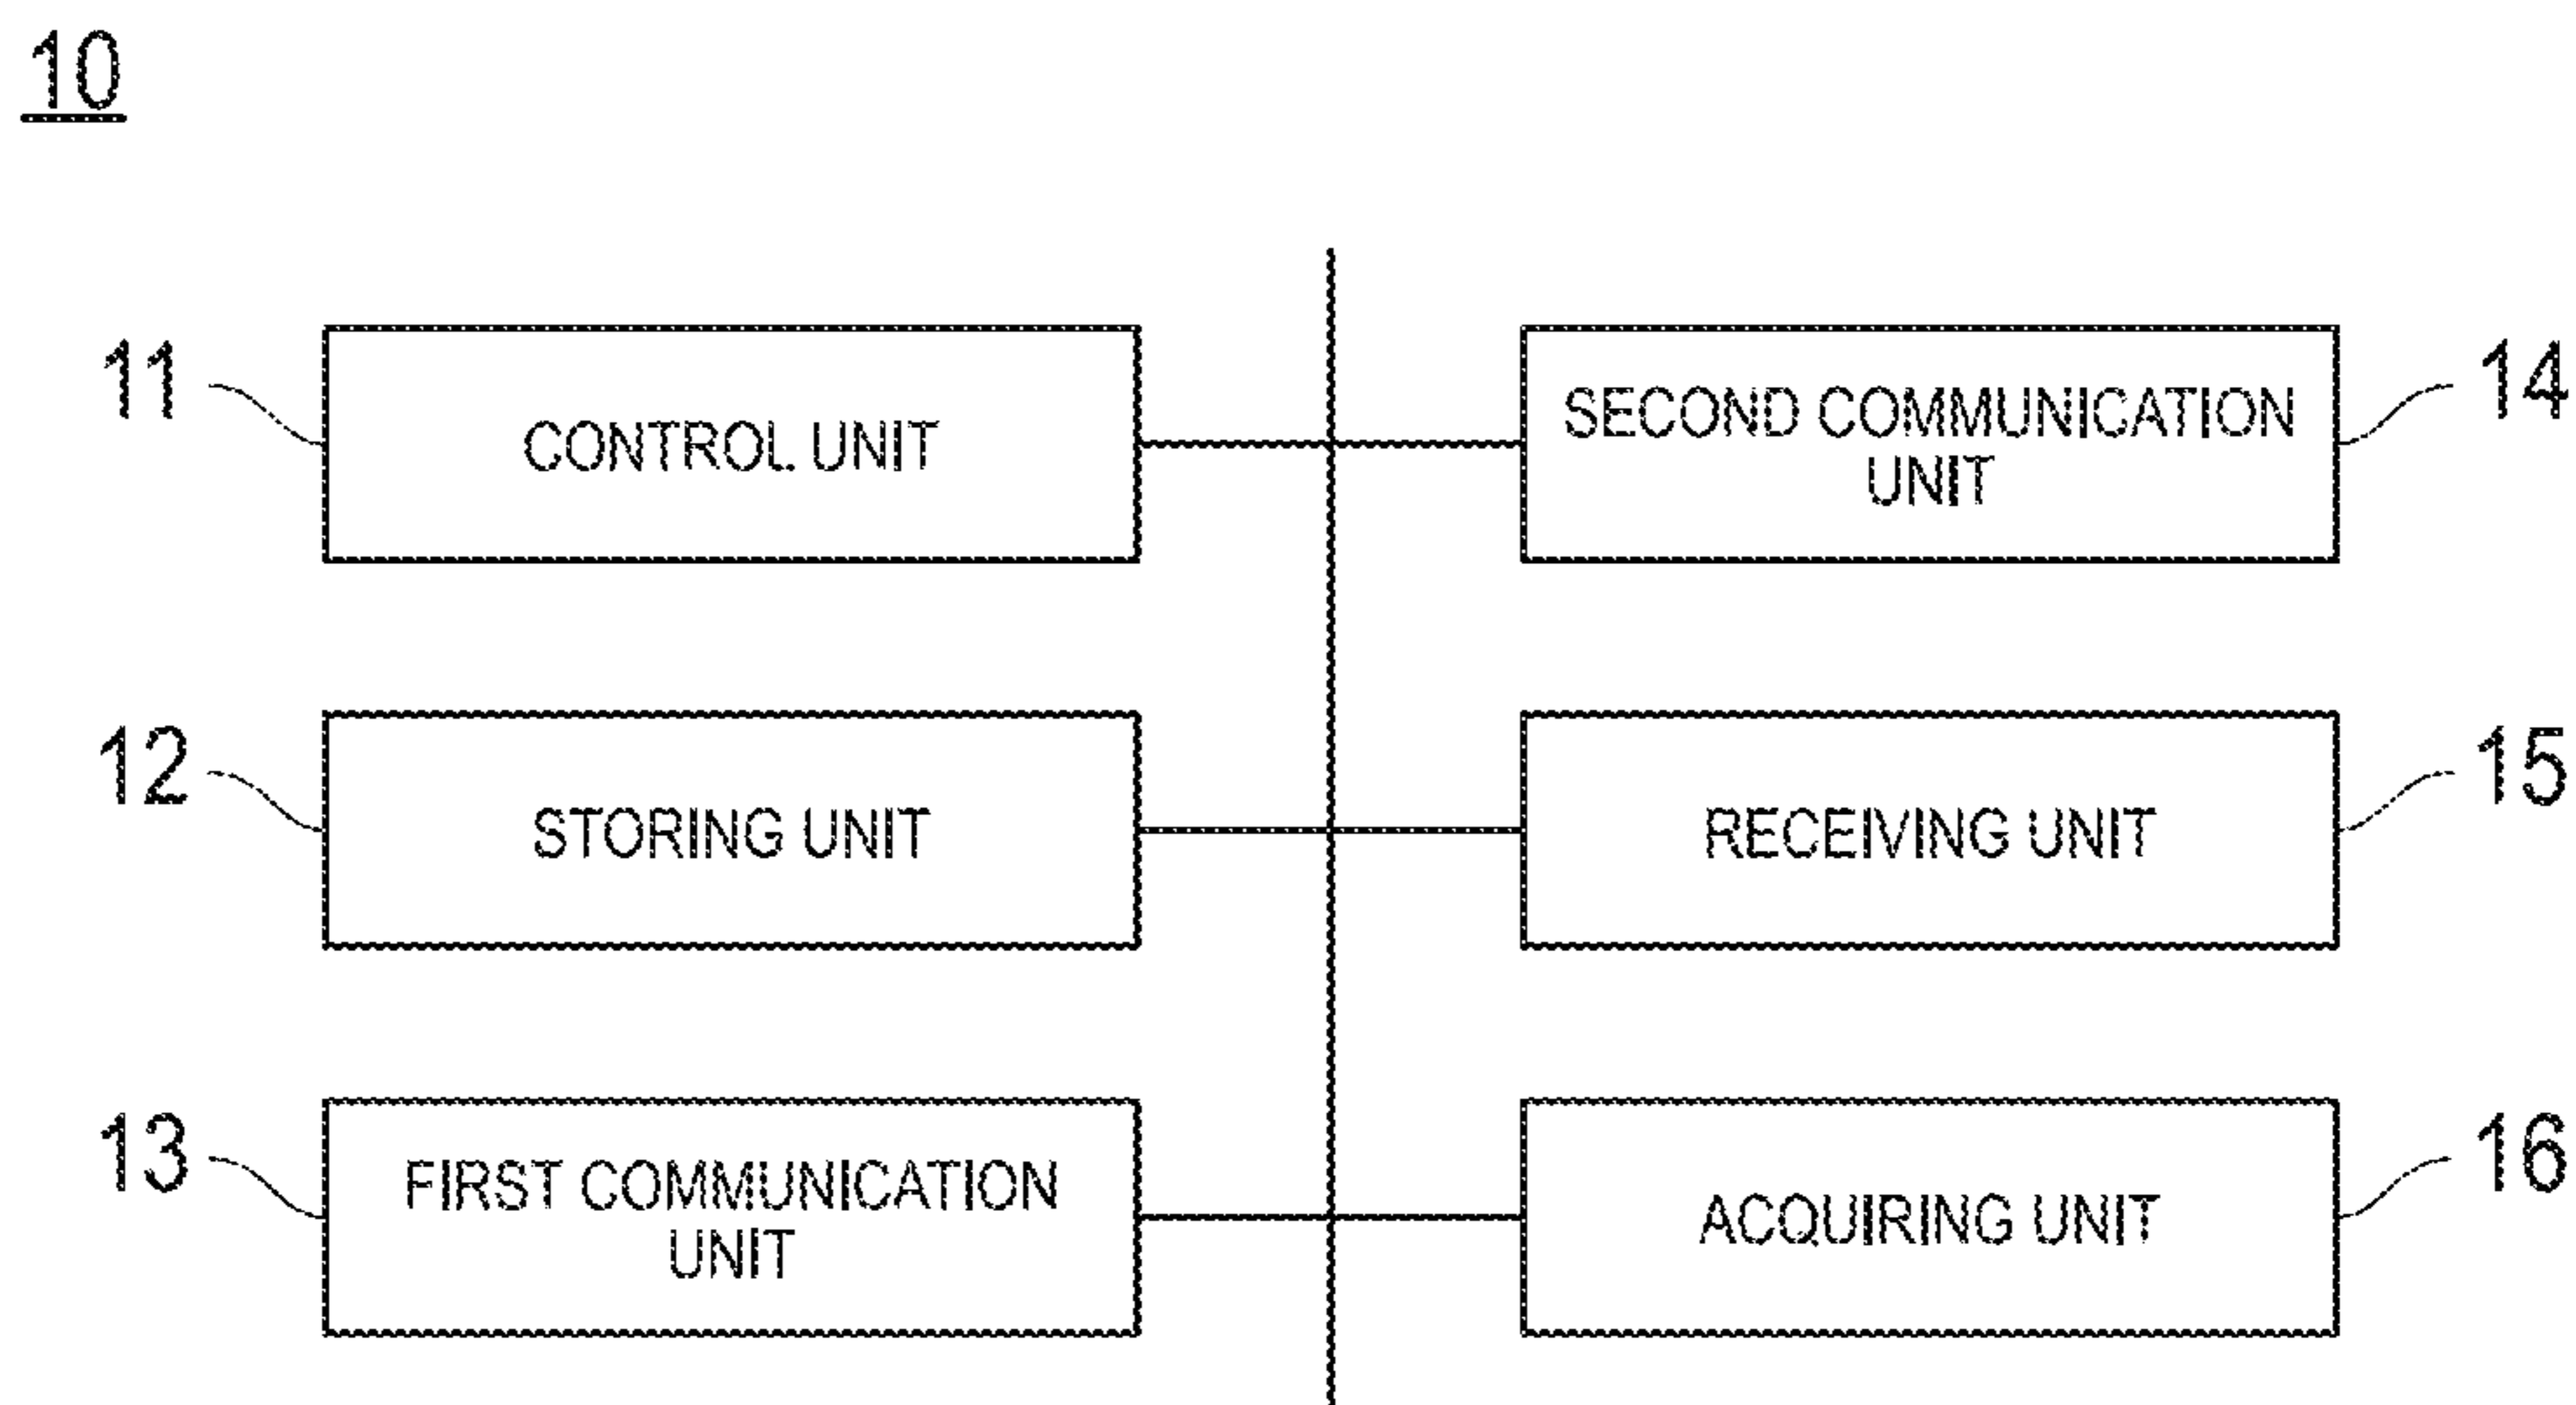 10
11
CONTROL UNIT
SECOND COMMUNICATION
UNIT
14
12
STORING UNIT
RECEIVING UNIT
15
13
FIRST COMMUNICATION
UNIT
ACQUIRING UNIT
16